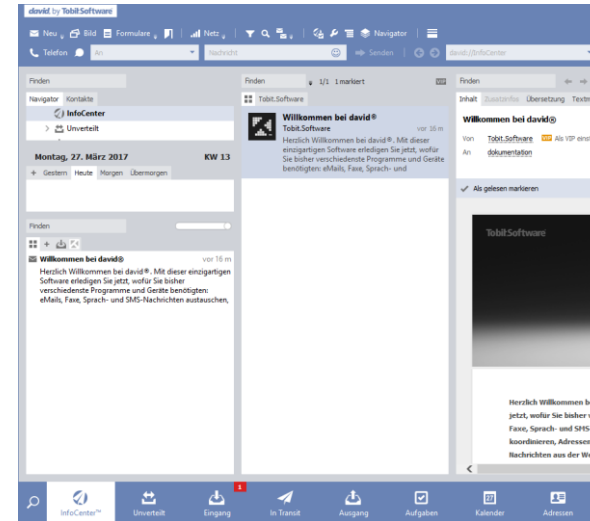 david. by Tobit.Software
Neu Bild Formulare Netz Navigator
Telefon An Nachricht Senden david://InfoCenter
Finden
Navigator Kontakte
InfoCenter
Unverteilt
Montag, 27. März 2017 KW 13
+ Gestern Heute Morgen Übermorgen
Finden
Willkommen bei david® vor 16 m
Herzlich Willkommen bei david®. Mit dieser einzigartigen
Software erledigen Sie jetzt, wofür Sie bisher
verschiedenste Programme und Geräte benötigten:
eMails, Faxe, Sprach- und SMS-Nachrichten austauschen,
Finden 1/1 1 markiert
Tobit.Software
Willkommen bei david®
Tobit.Software vor 16 m
Herzlich Willkommen bei david®. Mit dieser
einzigartigen Software erledigen Sie jetzt, wofür
Sie bisher verschiedenste Programme und Geräte
benötigten: eMails, Faxe, Sprach- und
Finden
Inhalt Zusatzinfos Übersetzung Textm
Willkommen bei david®
Von Tobit.Software VIP Als VIP eins
An dokumentation
Als gelesen markieren
Tobit.Software
Herzlich Willkommen b
jetzt, wofür Sie bisher v
Faxe, Sprach- und SMS
koordinieren, Adressen
Nachrichten aus der We
InfoCenter™ Unverteilt 1 Eingang In Transit Ausgang Aufgaben 27 Kalender Adressen